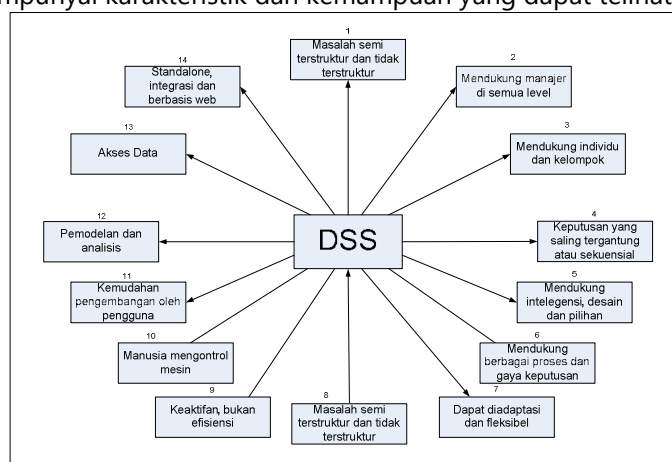 mpunyai karakteristik dan kemampuan yang dapat terlihat
1
Masalah semi
terstruktur dan tidak
terstruktur
2
Mendukung manajer
di semua level
3
Mendukung individu
dan kelompok
4
Keputusan yang
saling tergantung
atau sekuensial
5
Mendukung
intelegensi, desain
dan pilihan
6
Mendukung
berbagai proses dan
gaya keputusan
7
Dapat diadaptasi
dan fleksibel
8
Masalah semi
terstruktur dan tidak
terstruktur
9
Keaktifan, bukan
efisiensi
10
Manusia mengontrol
mesin
11
Kemudahan
pengembangan oleh
pengguna
12
Pemodelan dan
analisis
13
Akses Data
14
Standalone,
integrasi dan
berbasis web
DSS